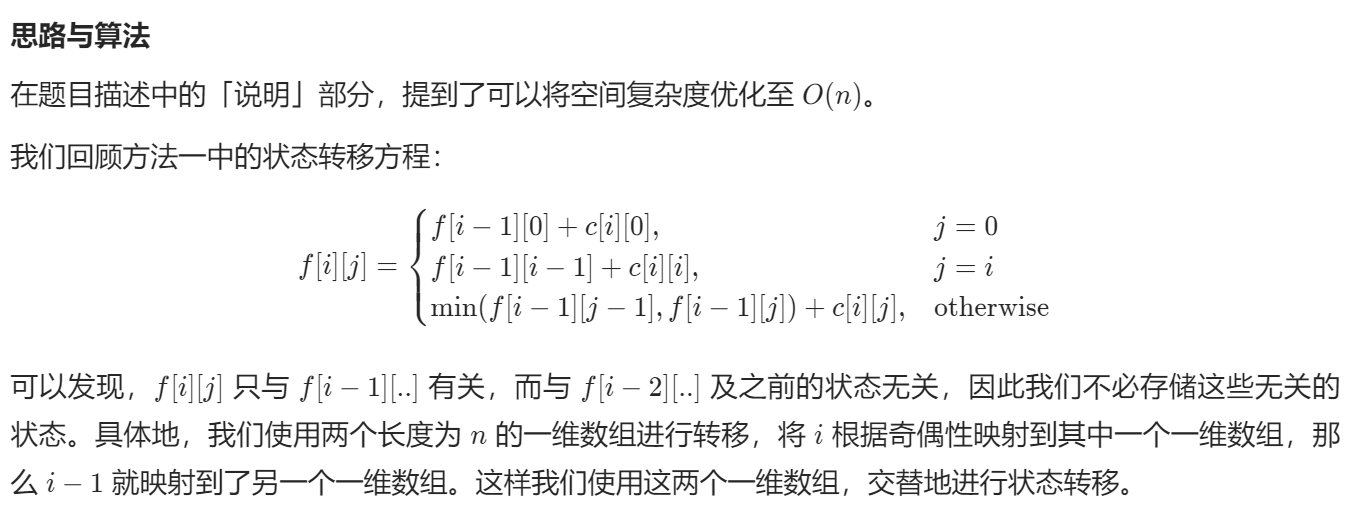 思路与算法
在题目描述中的「说明」部分，提到了可以将空间复杂度优化至 O(n)。
我们回顾方法一中的状态转移方程：
f[i − 1][0] + c[i][0], j = 0
f[i][j] = { f[i − 1][i − 1] + c[i][i], j = i
min(f[i − 1][j − 1], f[i − 1][j]) + c[i][j], otherwise
可以发现，f[i][j] 只与 f[i − 1][..] 有关，而与 f[i − 2][..] 及之前的状态无关，因此我们不必存储这些无关的
状态。具体地，我们使用两个长度为 n 的一维数组进行转移，将 i 根据奇偶性映射到其中一个一维数组，那
么 i − 1 就映射到了另一个一维数组。这样我们使用这两个一维数组，交替地进行状态转移。